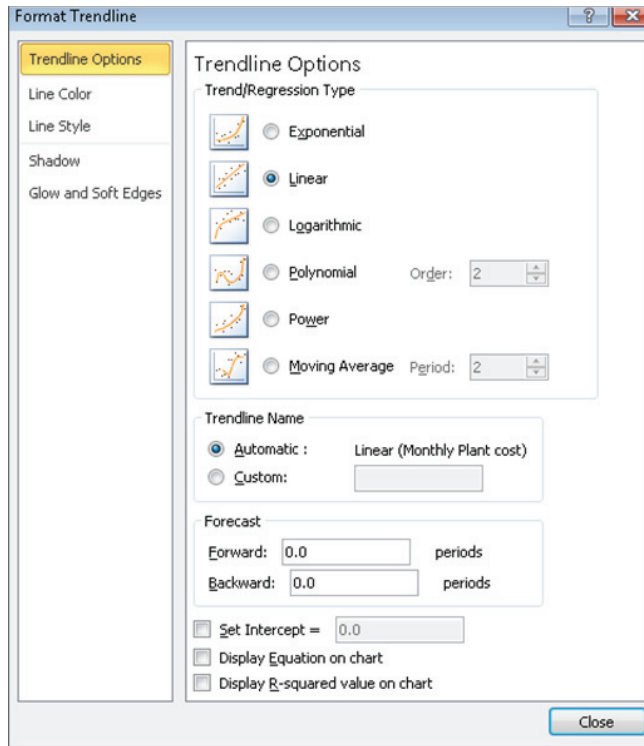 Format Trendline
Trendline Options
Line Color
Line Style
Shadow
Glow and Soft Edges
Trendline Options
Trend/Regression Type
Exponential
Linear
Logarithmic
Polynomial Order: 2
Power
Moving Average Period: 2
Trendline Name
Automatic : Linear (Monthly Plant cost)
Custom:
Forecast
Forward: 0.0 periods
Backward: 0.0 periods
Set Intercept = 0.0
Display Equation on chart
Display R-squared value on chart
Close